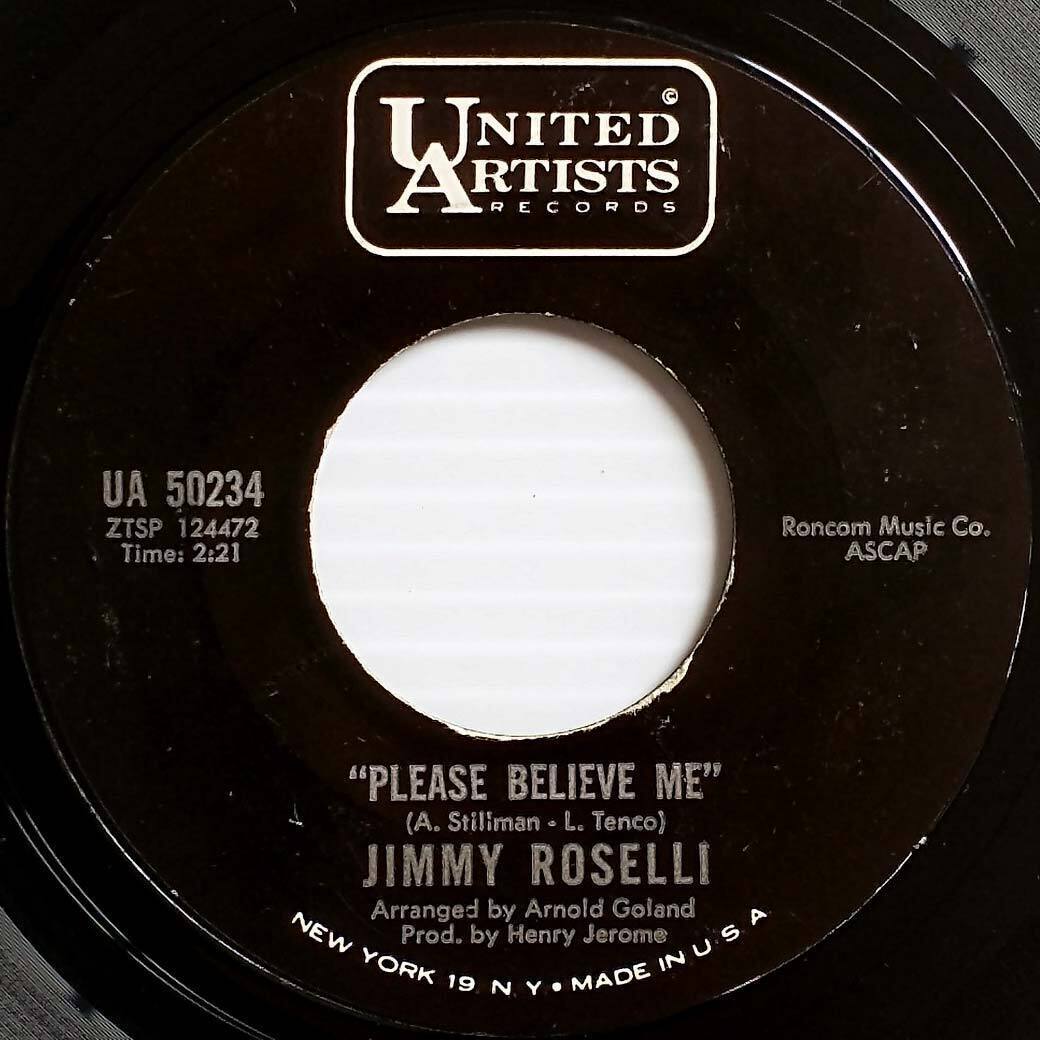 UNITED ©
ARTISTS
RECORDS
UA 50234
ZTSP 124472
Time: 2:21
Roncom Music Co.
ASCAP
"PLEASE BELIEVE ME"
(A. Stillman - L. Tenco)
JIMMY ROSELLI
Arranged by Arnold Goland
Prod. by Henry Jerome
NEW YORK 19 N Y • MADE IN U S A